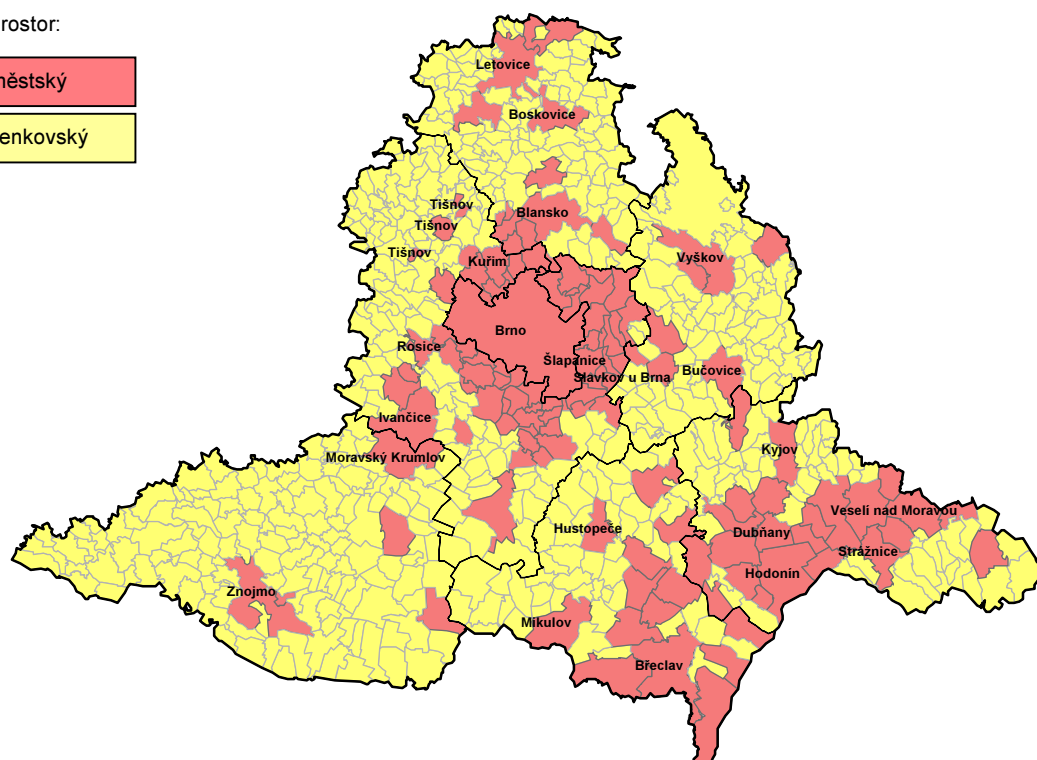 rostor:
městský
enkovský
Letovice
Boskovice
Tišnov
Blansko
Tišnov
Tišnov
Kuřim
Vyškov
Brno
Rosice
Šlapanice
Slavkov u Brna
Bučovice
Ivančice
Moravský Krumlov
Kyjov
Veselí nad Moravou
Hustopeče
Dubňany
Strážnice
Hodonín
Znojmo
Mikulov
Břeclav